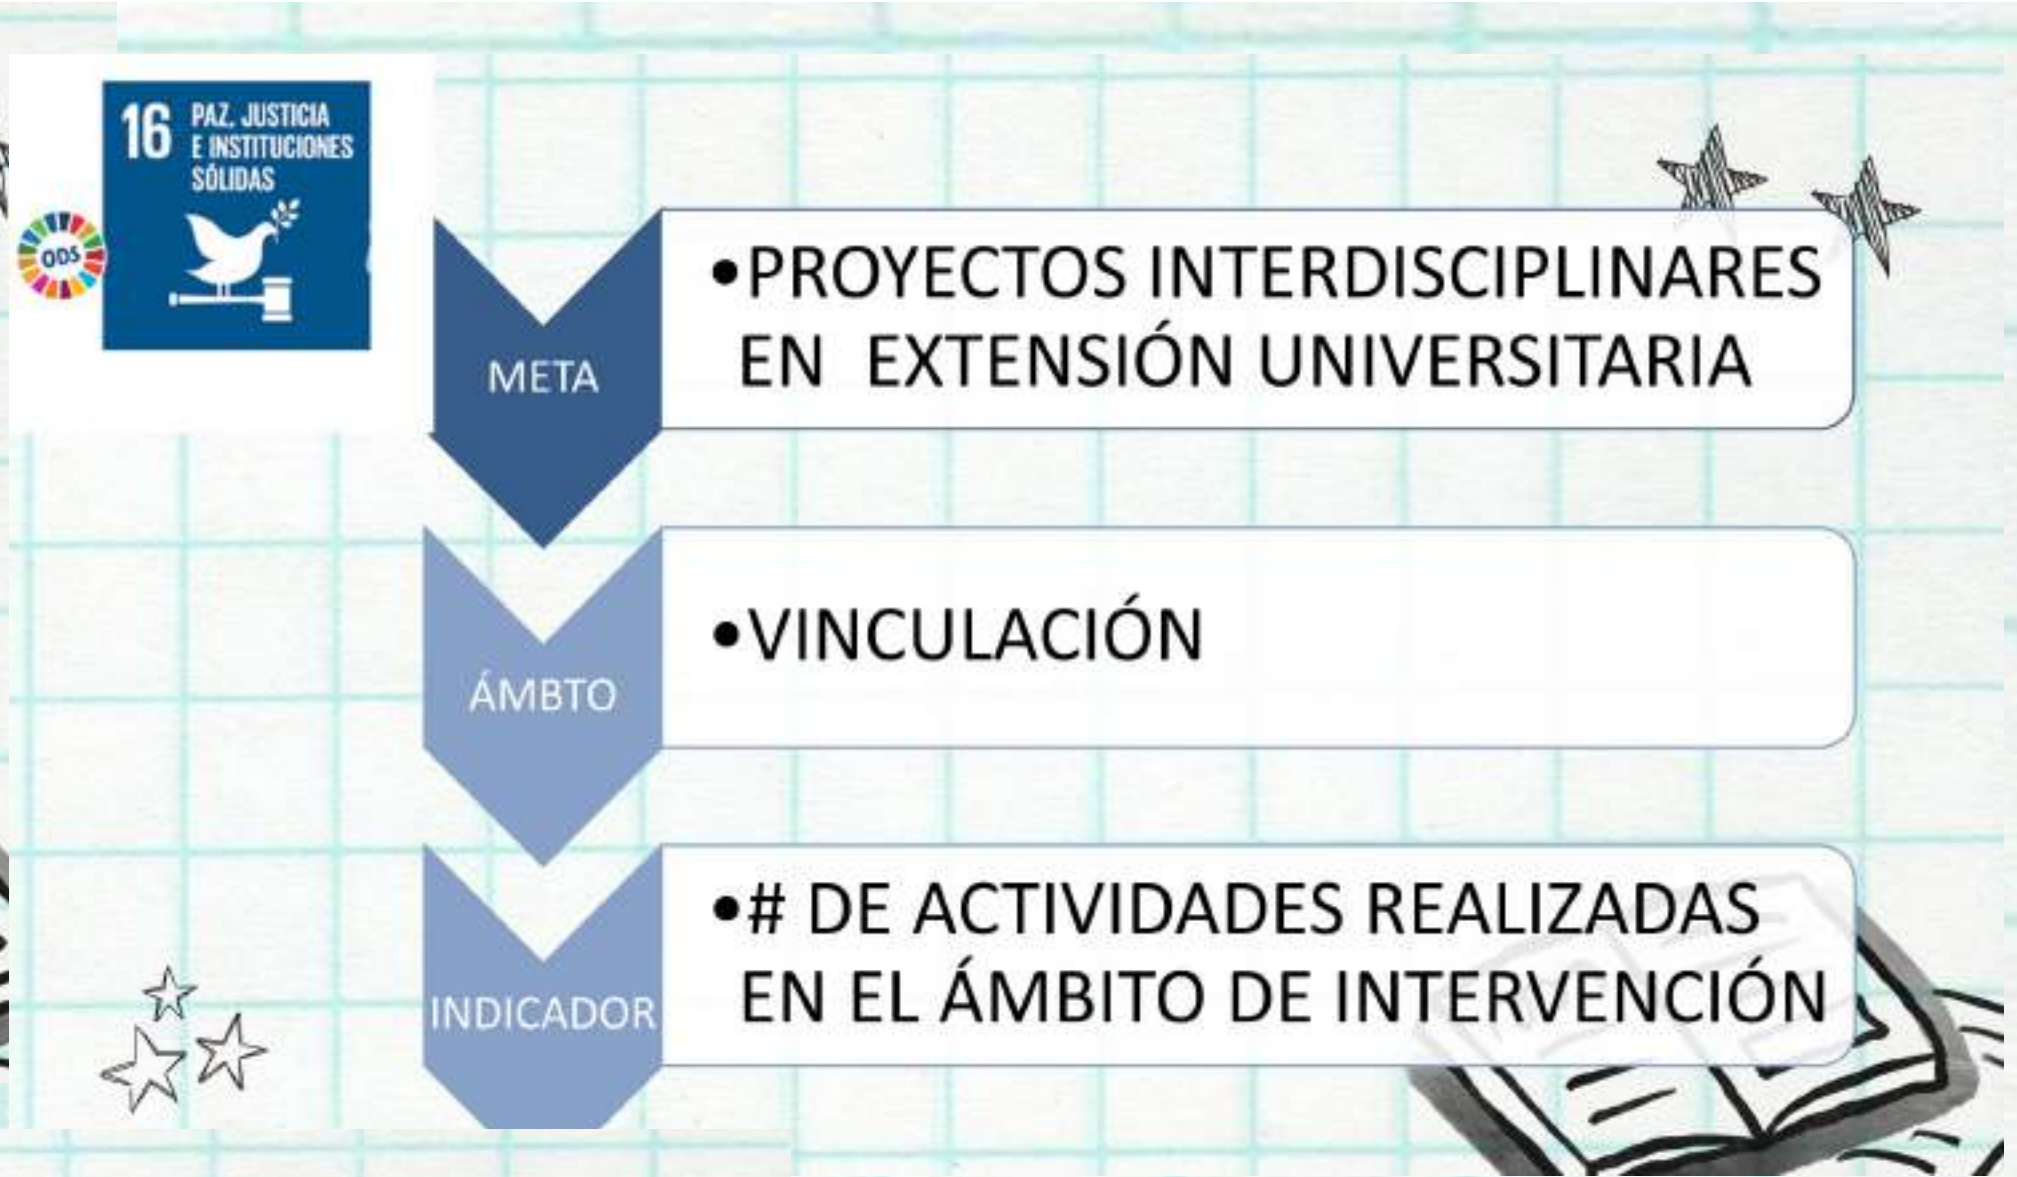 16 PAZ, JUSTICIA
E INSTITUCIONES
SÓLIDAS
ODS
META
•PROYECTOS INTERDISCIPLINARES
EN EXTENSIÓN UNIVERSITARIA
ÁMBTO
•VINCULACIÓN
INDICADOR
•# DE ACTIVIDADES REALIZADAS
EN EL ÁMBITO DE INTERVENCIÓN